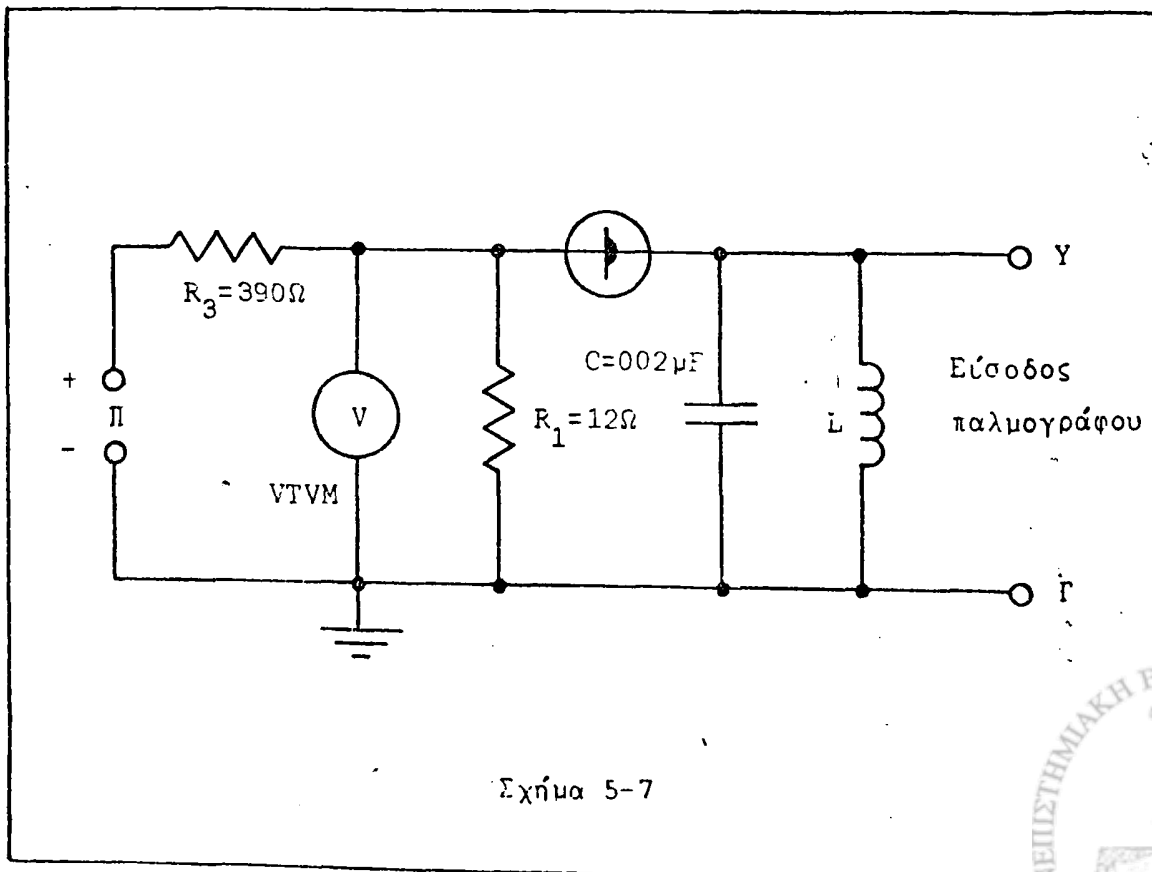 R3=390Ω
+
Π
-
V
VTVM
R1=12Ω
C=002μF
L
Y
Είσοδος
παλμογράφου
Γ
Σχήμα 5-7